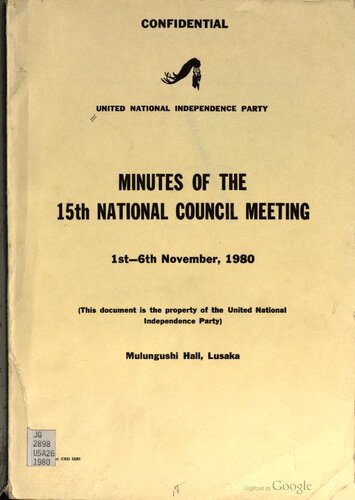 CONFIDENTIAL
UNITED NATIONAL INDEPENDENCE PARTY
MINUTES OF THE
15th NATIONAL COUNCIL MEETING
1st—6th November, 1980
(This document is the property of the United National
Independence Party)
Mulungushi Hall, Lusaka
JQ
2898
U5A26
1980
Digitized by Google